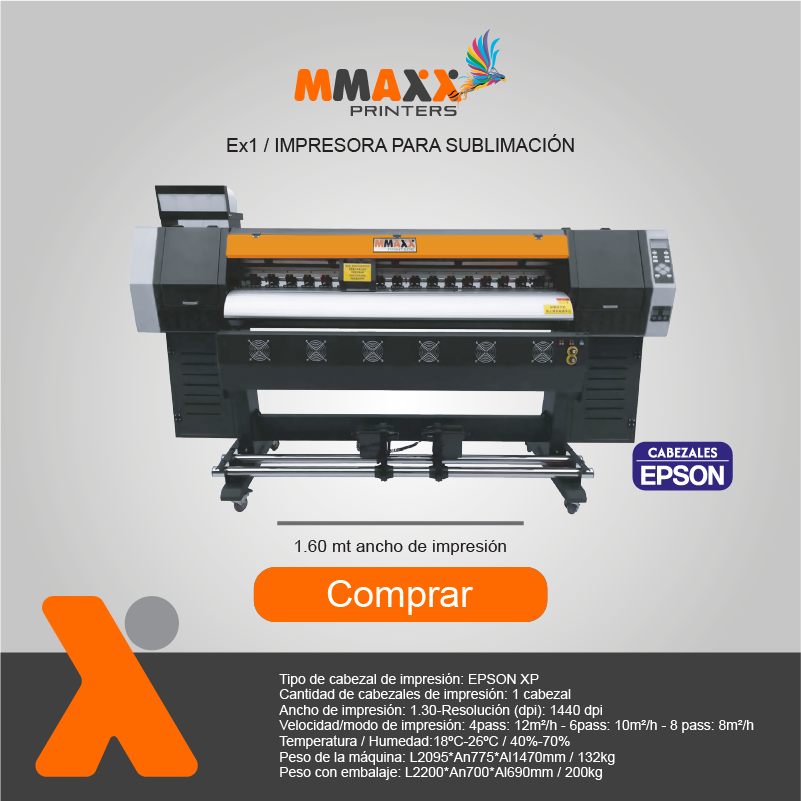 MMAXX
PRINTERS
Ex1 / IMPRESORA PARA SUBLIMACIÓN
MMAXX
PRINTERS
CABEZALES
EPSON
1.60 mt ancho de impresión
Comprar
Tipo de cabezal de impresión: EPSON XP
Cantidad de cabezales de impresión: 1 cabezal
Ancho de impresión: 1.30-Resolución (dpi): 1440 dpi
Velocidad/modo de impresión: 4pass: 12m²/h - 6pass: 10m²/h - 8 pass: 8m²/h
Temperatura / Humedad:18ºC-26ºC / 40%-70%
Peso de la máquina: L2095*An775*Al1470mm / 132kg
Peso con embalaje: L2200*An700*Al690mm / 200kg